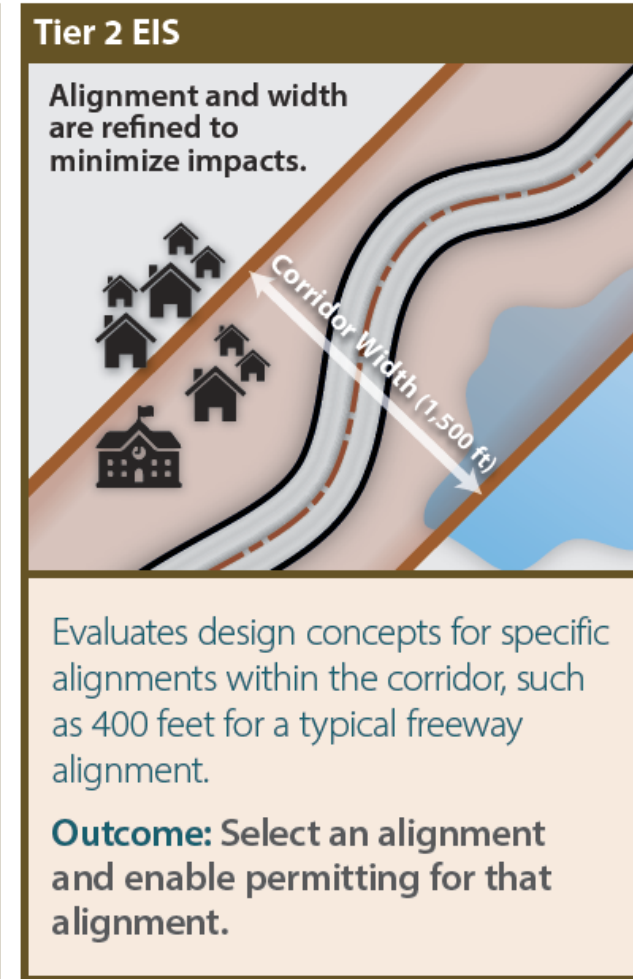 Tier 2 EIS
Alignment and width
are refined to
minimize impacts.
Corridor Width (1,500 ft)
Evaluates design concepts for specific
alignments within the corridor, such
as 400 feet for a typical freeway
alignment.
Outcome: Select an alignment
and enable permitting for that
alignment.